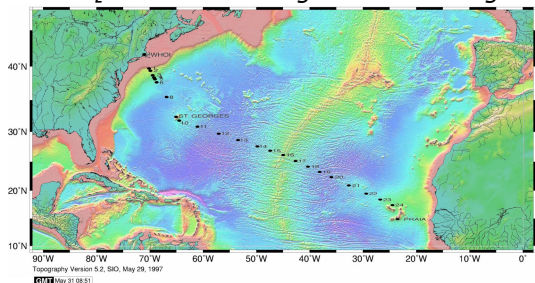 WHOI
6
8
ST. GEORGES
10
11
12
13
14
15
16
17
18
19
20
21
22
23
24
PRAIA
40˚N
30˚N
20˚N
10˚N
90˚W 80˚W 70˚W 60˚W 50˚W 40˚W 30˚W 20˚W 10˚W 0˚
Topography Version 5.2, SIO, May 29, 1997
GMT May 31 08:51